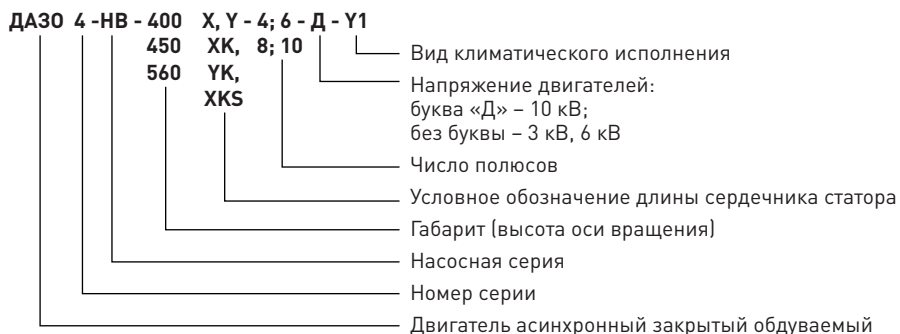 ДАЗО 4 -НВ - 400 X, Y - 4; 6 - Д - Y1
450 XK, 8; 10
560 YK,
XKS
Вид климатического исполнения
Напряжение двигателей:
буква «Д» – 10 кВ;
без буквы – 3 кВ, 6 кВ
Число полюсов
Условное обозначение длины сердечника статора
Габарит (высота оси вращения)
Насосная серия
Номер серии
Двигатель асинхронный закрытый обдуваемый